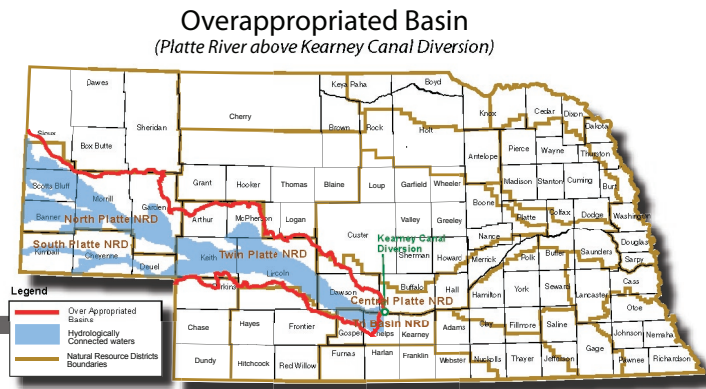 Overappropriated Basin
(Platte River above Kearney Canal Diversion)
Dawes
Keya Paha
Boyd
Sheridan
Cherry
Knox
Cedar
Dixon
Dakota
Sioux
Box Butte
Brown
Rock
Holt
Antelope
Pierce
Wayne
Thurston
Scotts Bluff
Morrill
Garden
Grant
Hooker
Thomas
Blaine
Loup
Garfield
Wheeler
Madison
Stanton
Cuming
Burt
Banner
North Platte NRD
Arthur
McPherson
Logan
Custer
Valley
Greeley
Boone
Platte
Colfax
Dodge
Washington
Kearney Canal
Diversion
South Platte NRD
Kimball
Cheyenne
Deuel
Keith
Twin Platte NRD
Lincoln
Sherman
Howard
Nance
Merrick
Polk
Butler
Saunders
Douglas
Sarpy
Perkins
Dawson
Buffalo
Central Platte NRD
Hall
Hamilton
York
Seward
Lancaster
Cass
Otoe
Legend
Over Appropriated
Basins
Hydrologically
Connected waters
Natural Resource Districts
Boundaries
Chase
Hayes
Frontier
Gosper
Phelps
Tri Basin NRD
Kearney
Adams
Clay
Fillmore
Saline
Gage
Johnson
Nemaha
Dundy
Hitchcock
Red Willow
Furnas
Harlan
Franklin
Webster
Nuckolls
Thayer
Jefferson
Pawnee
Richardson